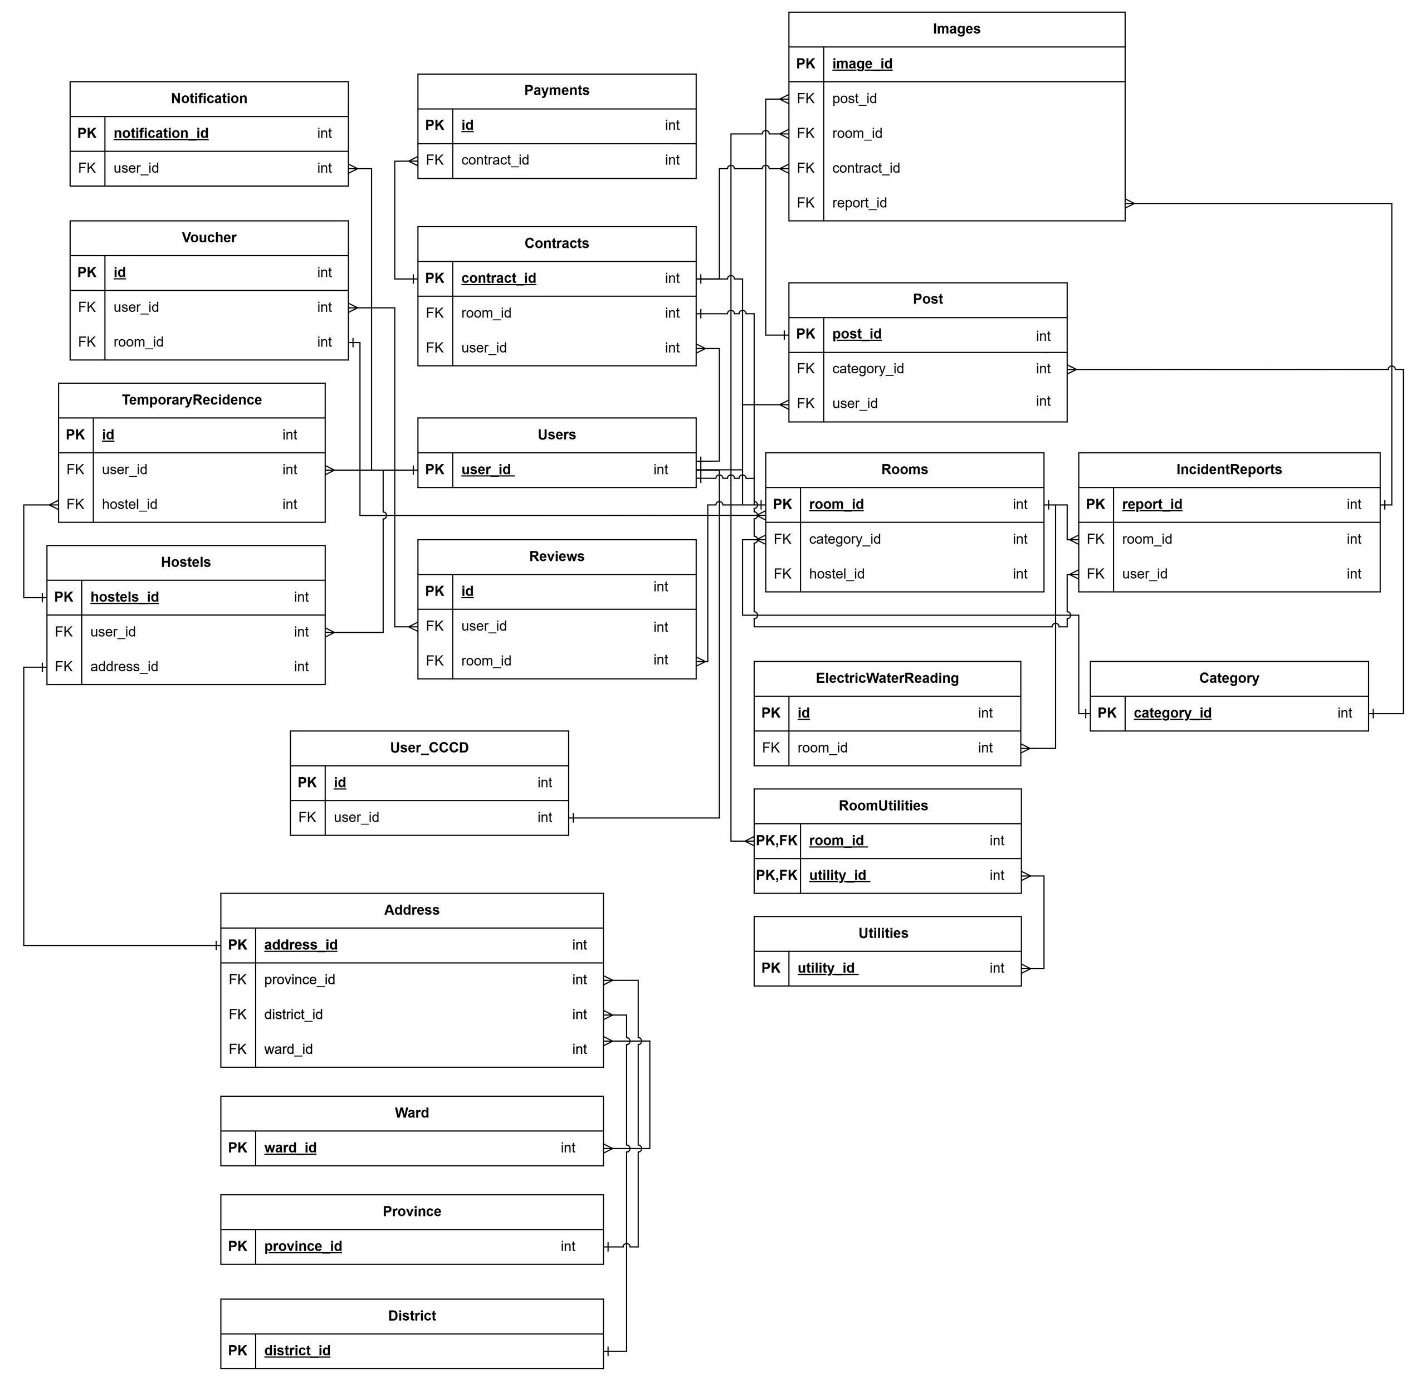 Images
PK image_id
FK post_id
FK room_id
FK contract_id
FK report_id
Notification
PK notification_id int
FK user_id int
Payments
PK id int
FK contract_id int
Voucher
PK id int
FK user_id int
FK room_id int
Contracts
PK contract_id int
FK room_id int
FK user_id int
Post
PK post_id int
FK category_id int
FK user_id int
TemporaryRecidence
PK id int
FK user_id int
FK hostel_id int
Users
PK user_id int
Rooms
PK room_id int
FK category_id int
FK hostel_id int
IncidentReports
PK report_id int
FK room_id int
FK user_id int
Hostels
PK hostels_id int
FK user_id int
FK address_id int
Reviews
PK id int
FK user_id int
FK room_id int
ElectricWaterReading
PK id int
FK room_id int
Category
PK category_id int
User_CCCD
PK id int
FK user_id int
RoomUtilities
PK,FK room_id int
PK,FK utility_id int
Utilities
PK utility_id int
Address
PK address_id int
FK province_id int
FK district_id int
FK ward_id int
Ward
PK ward_id int
Province
PK province_id int
District
PK district_id